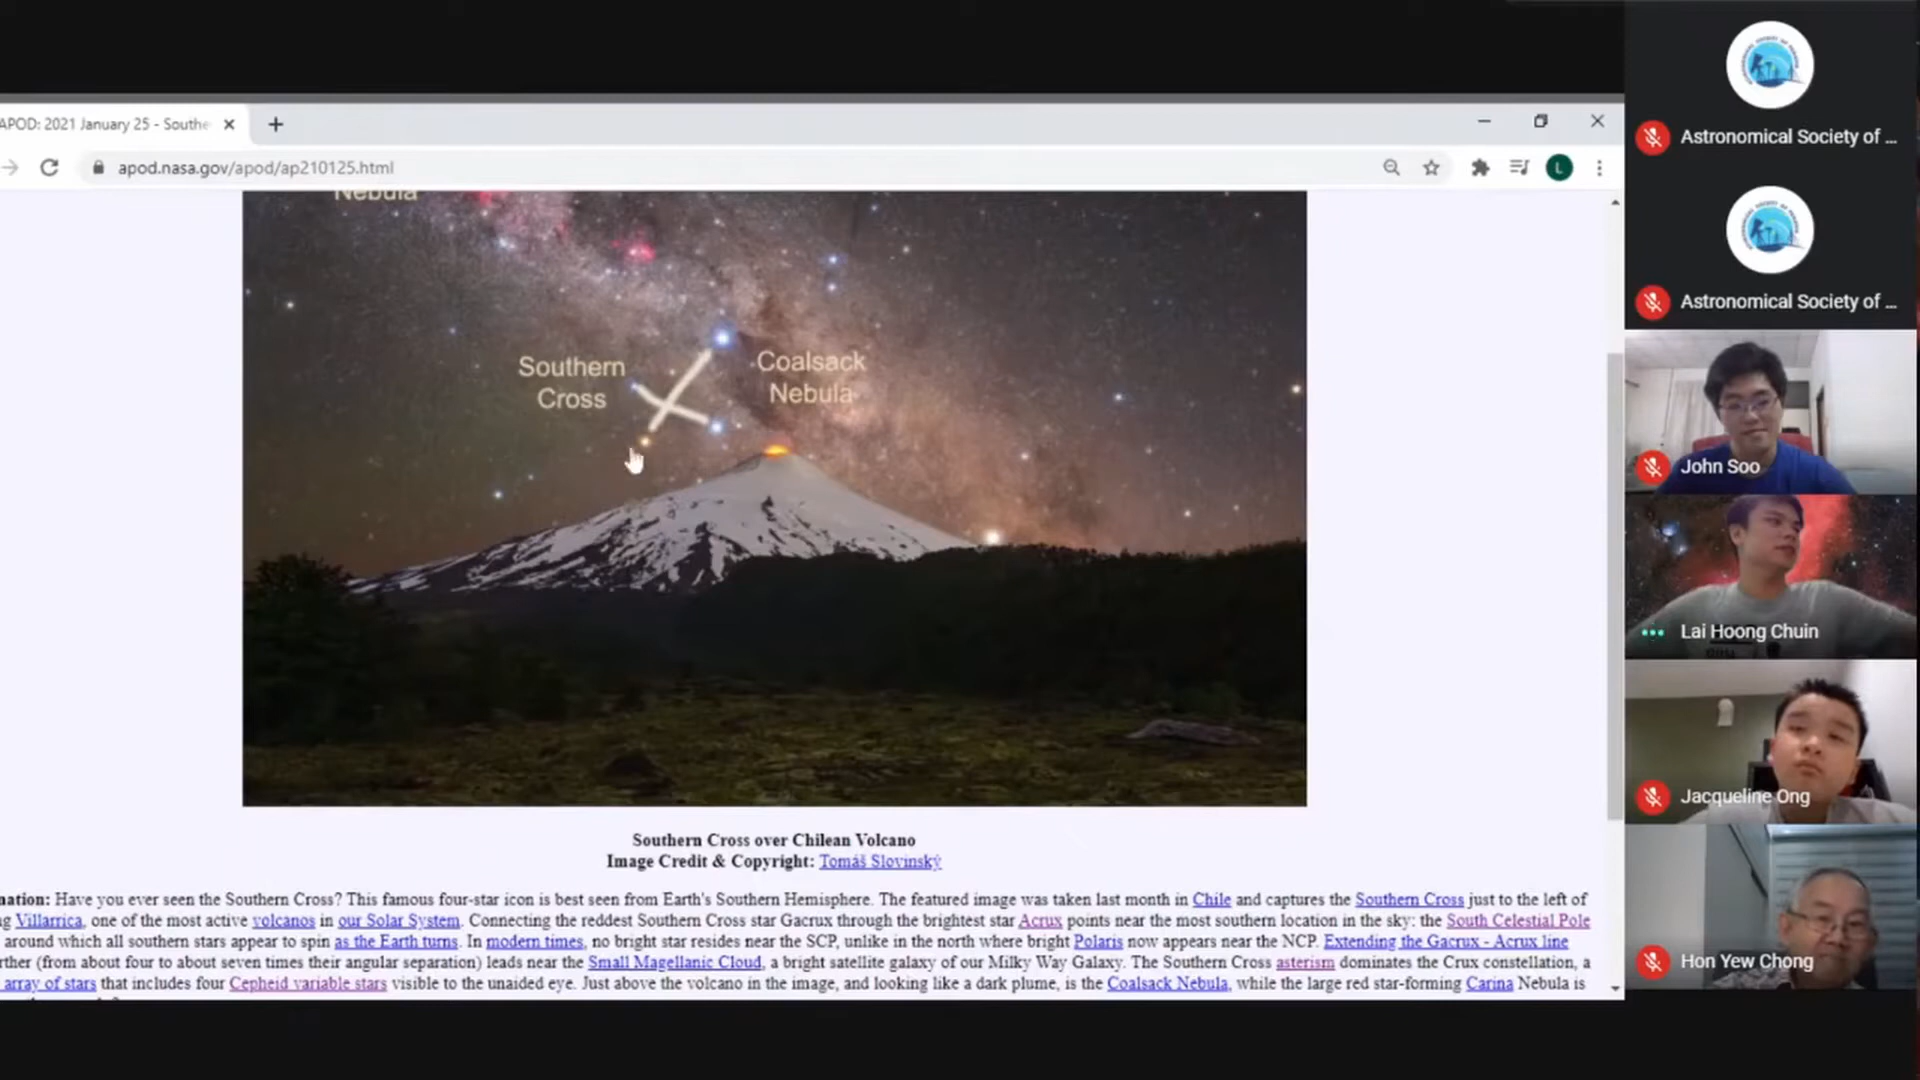 APOD: 2021 January 25 - Southe
apod.nasa.gov/apod/ap210125.html
L
Nebula
Southern
Cross
Coalsack
Nebula
Southern Cross over Chilean Volcano
Image Credit & Copyright: Tomáš Slovinský
nation: Have you ever seen the Southern Cross? This famous four-star icon is best seen from Earth's Southern Hemisphere. The featured image was taken last month in Chile and captures the Southern Cross just to the left of
g Villarrica, one of the most active volcanos in our Solar System. Connecting the reddest Southern Cross star Gacrux through the brightest star Acrux points near the most southern location in the sky: the South Celestial Pole
around which all southern stars appear to spin as the Earth turns. In modern times, no bright star resides near the SCP, unlike in the north where bright Polaris now appears near the NCP. Extending the Gacrux - Acrux line
rther (from about four to about seven times their angular separation) leads near the Small Magellanic Cloud, a bright satellite galaxy of our Milky Way Galaxy. The Southern Cross asterism dominates the Crux constellation, a
array of stars that includes four Cepheid variable stars visible to the unaided eye. Just above the volcano in the image, and looking like a dark plume, is the Coalsack Nebula, while the large red star-forming Carina Nebula is
Astronomical Society of ...
Astronomical Society of ...
John Soo
Lai Hoong Chuin
Jacqueline Ong
Hon Yew Chong